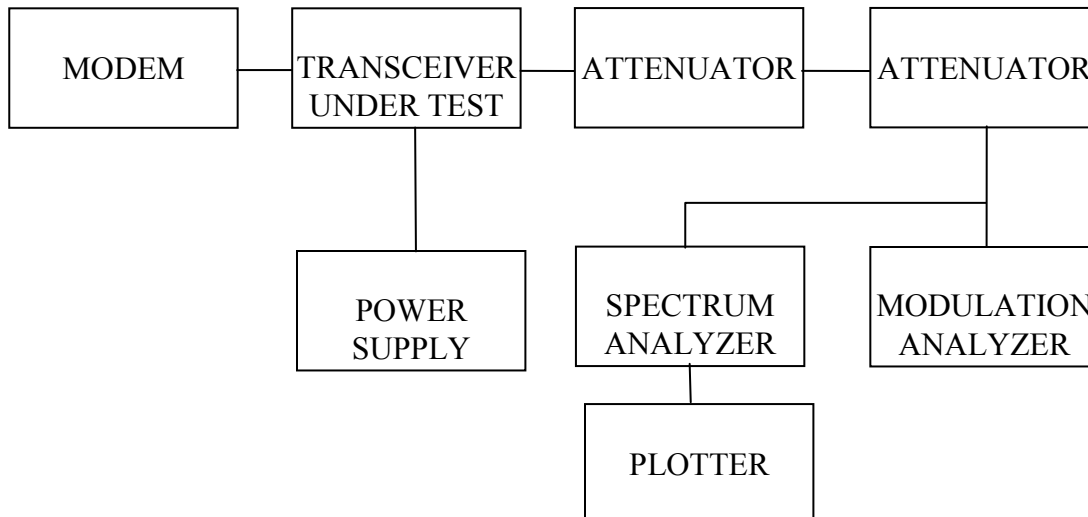 MODEM
TRANSCEIVER
UNDER TEST
ATTENUATOR
ATTENUATOR
POWER
SUPPLY
SPECTRUM
ANALYZER
MODULATION
ANALYZER
PLOTTER